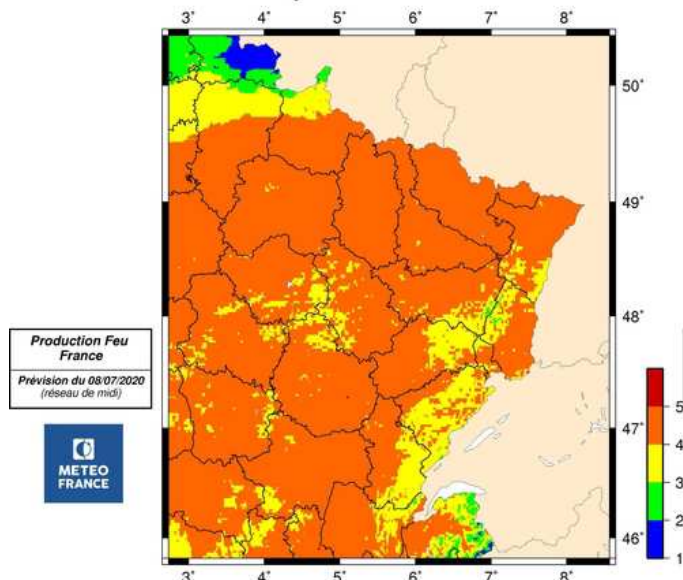 3° 4° 5° 6° 7° 8°
50°
49°
48°
47°
46°
Production Feu
France
Prévision du 08/07/2020
(réseau de midi)
METEO
FRANCE
5
4
3
2
1
3° 4° 5° 6° 7° 8°